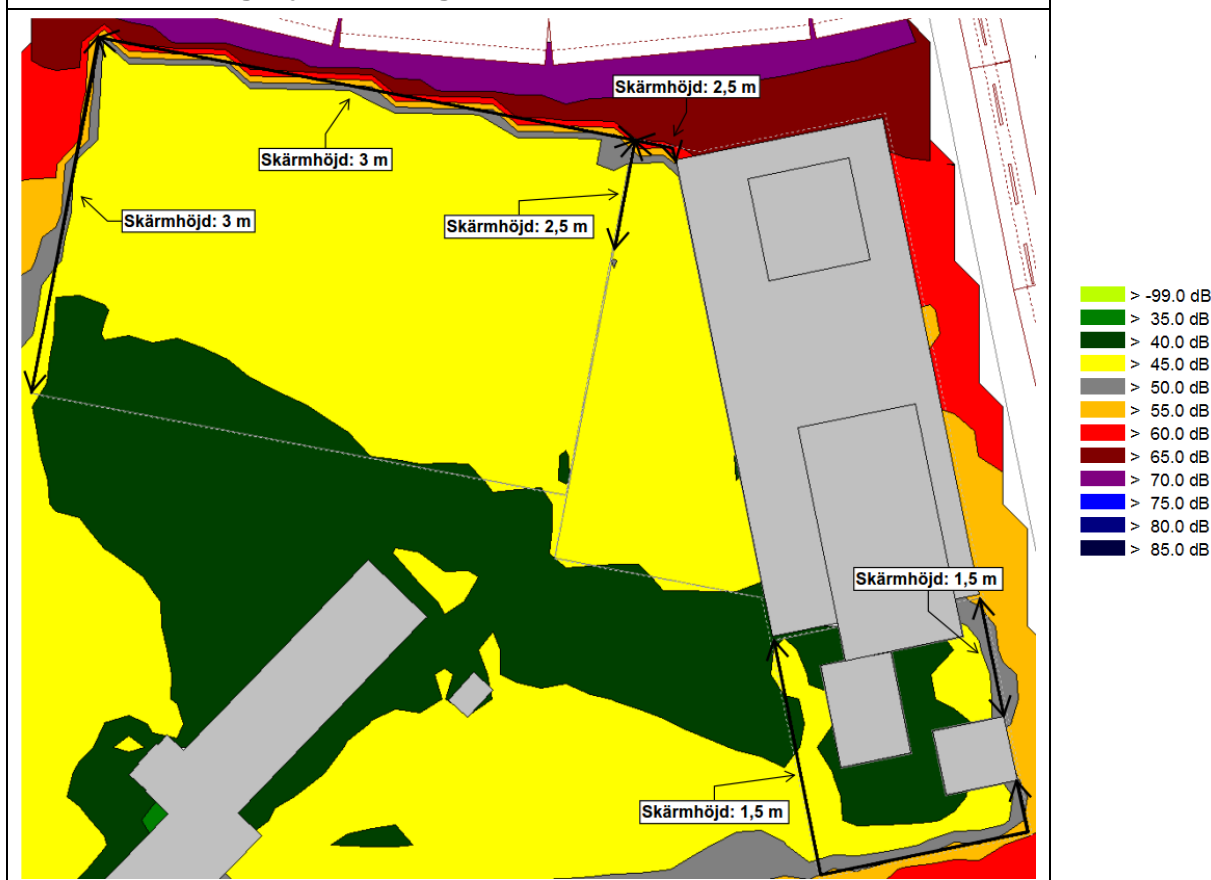 Skärmhöjd: 2,5 m
Skärmhöjd: 3 m
Skärmhöjd: 3 m
Skärmhöjd: 2,5 m
> -99.0 dB
> 35.0 dB
> 40.0 dB
> 45.0 dB
> 50.0 dB
> 55.0 dB
> 60.0 dB
> 65.0 dB
> 70.0 dB
> 75.0 dB
> 80.0 dB
> 85.0 dB
Skärmhöjd: 1,5 m
Skärmhöjd: 1,5 m